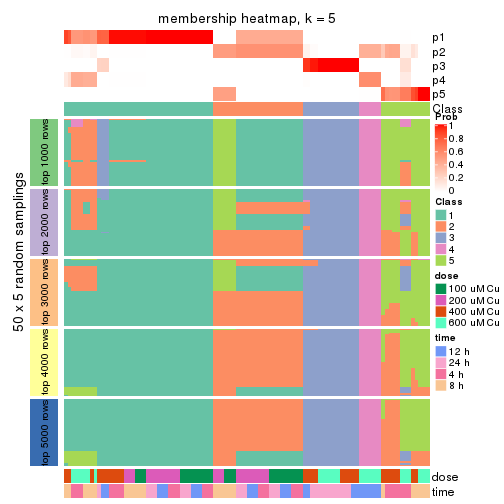 membership heatmap, k = 5
p1
p2
p3
p4
p5
Class
50 x 5 random samplings
top 1000 rows
top 2000 rows
top 3000 rows
top 4000 rows
top 5000 rows
dose
time
Prob
1
0.8
0.6
0.4
0.2
0
Class
1
2
3
4
5
dose
100 uM Cu
200 uM Cu
400 uM Cu
600 uM Cu
time
12 h
24 h
4 h
8 h